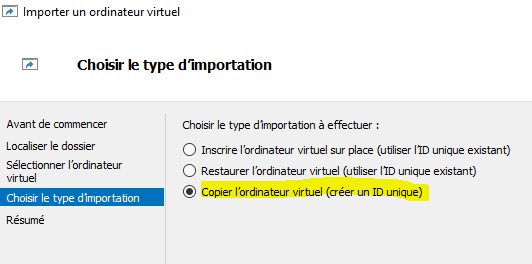 Importer un ordinateur virtuel
Choisir le type d'importation
Avant de commencer
Localiser le dossier
Sélectionner l'ordinateur
virtuel
Choisir le type d'importation
Résumé
Choisir le type d'importation à effectuer :
Inscrire l'ordinateur virtuel sur place (utiliser l'ID unique existant)
Restaurer l'ordinateur virtuel (utiliser l'ID unique existant)
Copier l'ordinateur virtuel (créer un ID unique)